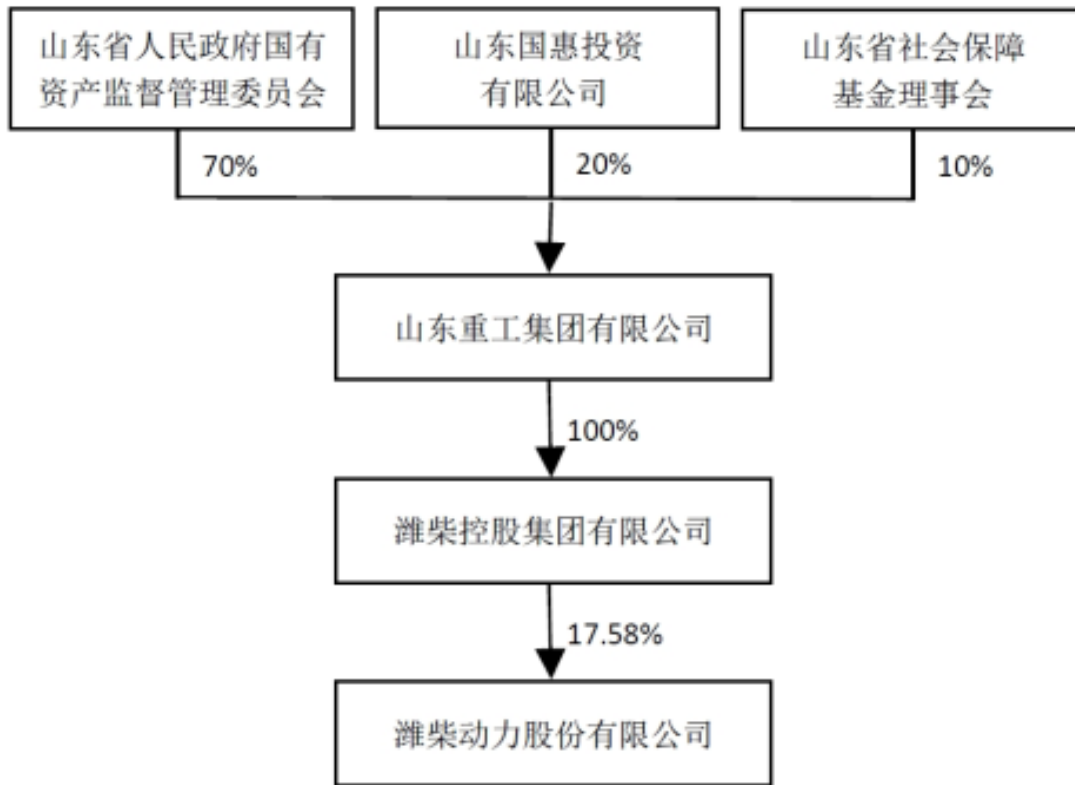 山东省人民政府国有
资产监督管理委员会
山东国惠投资
有限公司
山东省社会保障
基金理事会
70%
20%
10%
山东重工集团有限公司
100%
潍柴控股集团有限公司
17.58%
潍柴动力股份有限公司